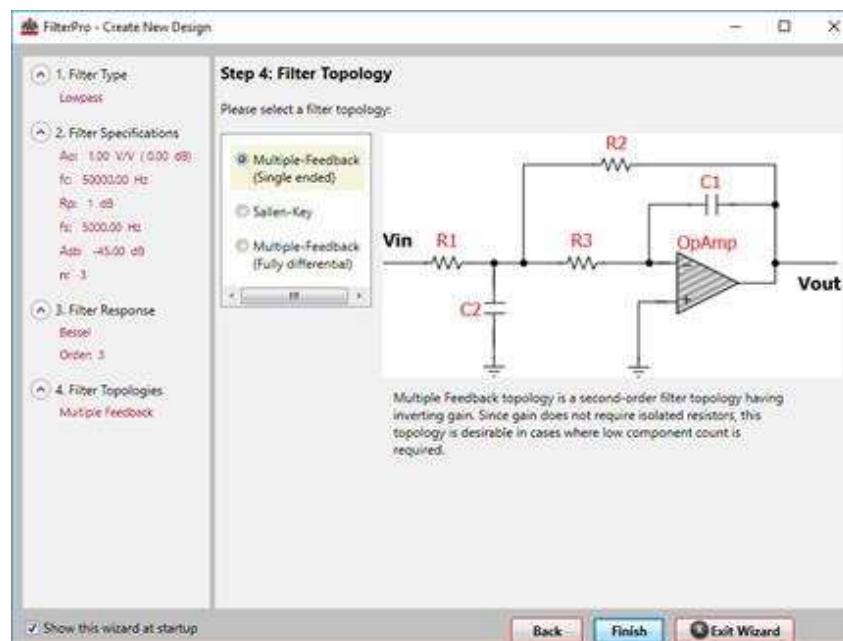 FilterPro - Create New Design
1. Filter Type
Lowpass
2. Filter Specifications
Ao: 1.00 V/V ( 0.00 dB)
fc: 50000.00 Hz
Rp: 1 dB
fs: 5000.00 Hz
Asb: -45.00 dB
n: 3
3. Filter Response
Bessel
Order: 3
4. Filter Topologies
Multiple Feedback
Step 4: Filter Topology
Please select a filter topology:
Multiple-Feedback
(Single ended)
Sallen-Key
Multiple-Feedback
(Fully differential)
R2
C1
Vin R1 R3 OpAmp
Vout
C2
Multiple Feedback topology is a second-order filter topology having
inverting gain. Since gain does not require isolated resistors, this
topology is desirable in cases where low component count is
required.
Show this wizard at startup
Back Finish Exit Wizard